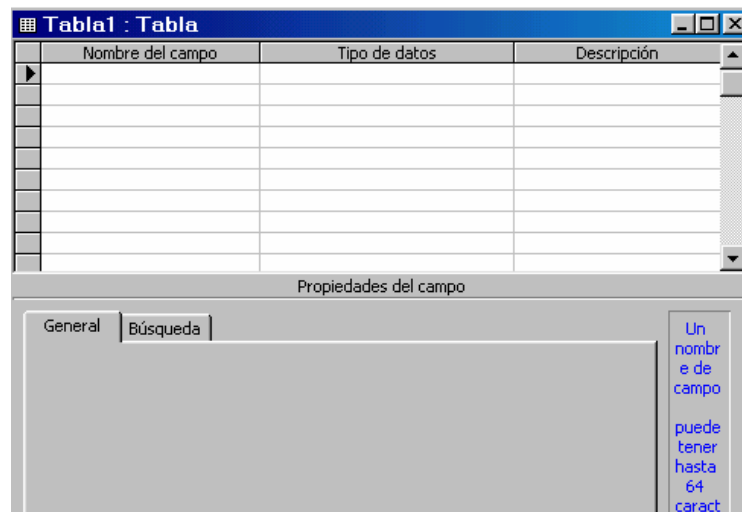 Tabla1 : Tabla
Nombre del campo Tipo de datos Descripción
Propiedades del campo
General Búsqueda
Un
nombr
e de
campo
puede
tener
hasta
64
caract